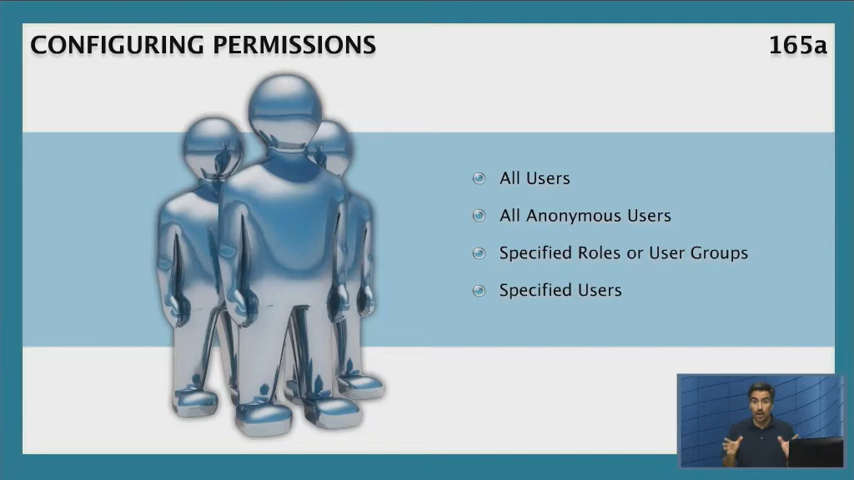 CONFIGURING PERMISSIONS
165a
All Users
All Anonymous Users
Specified Roles or User Groups
Specified Users